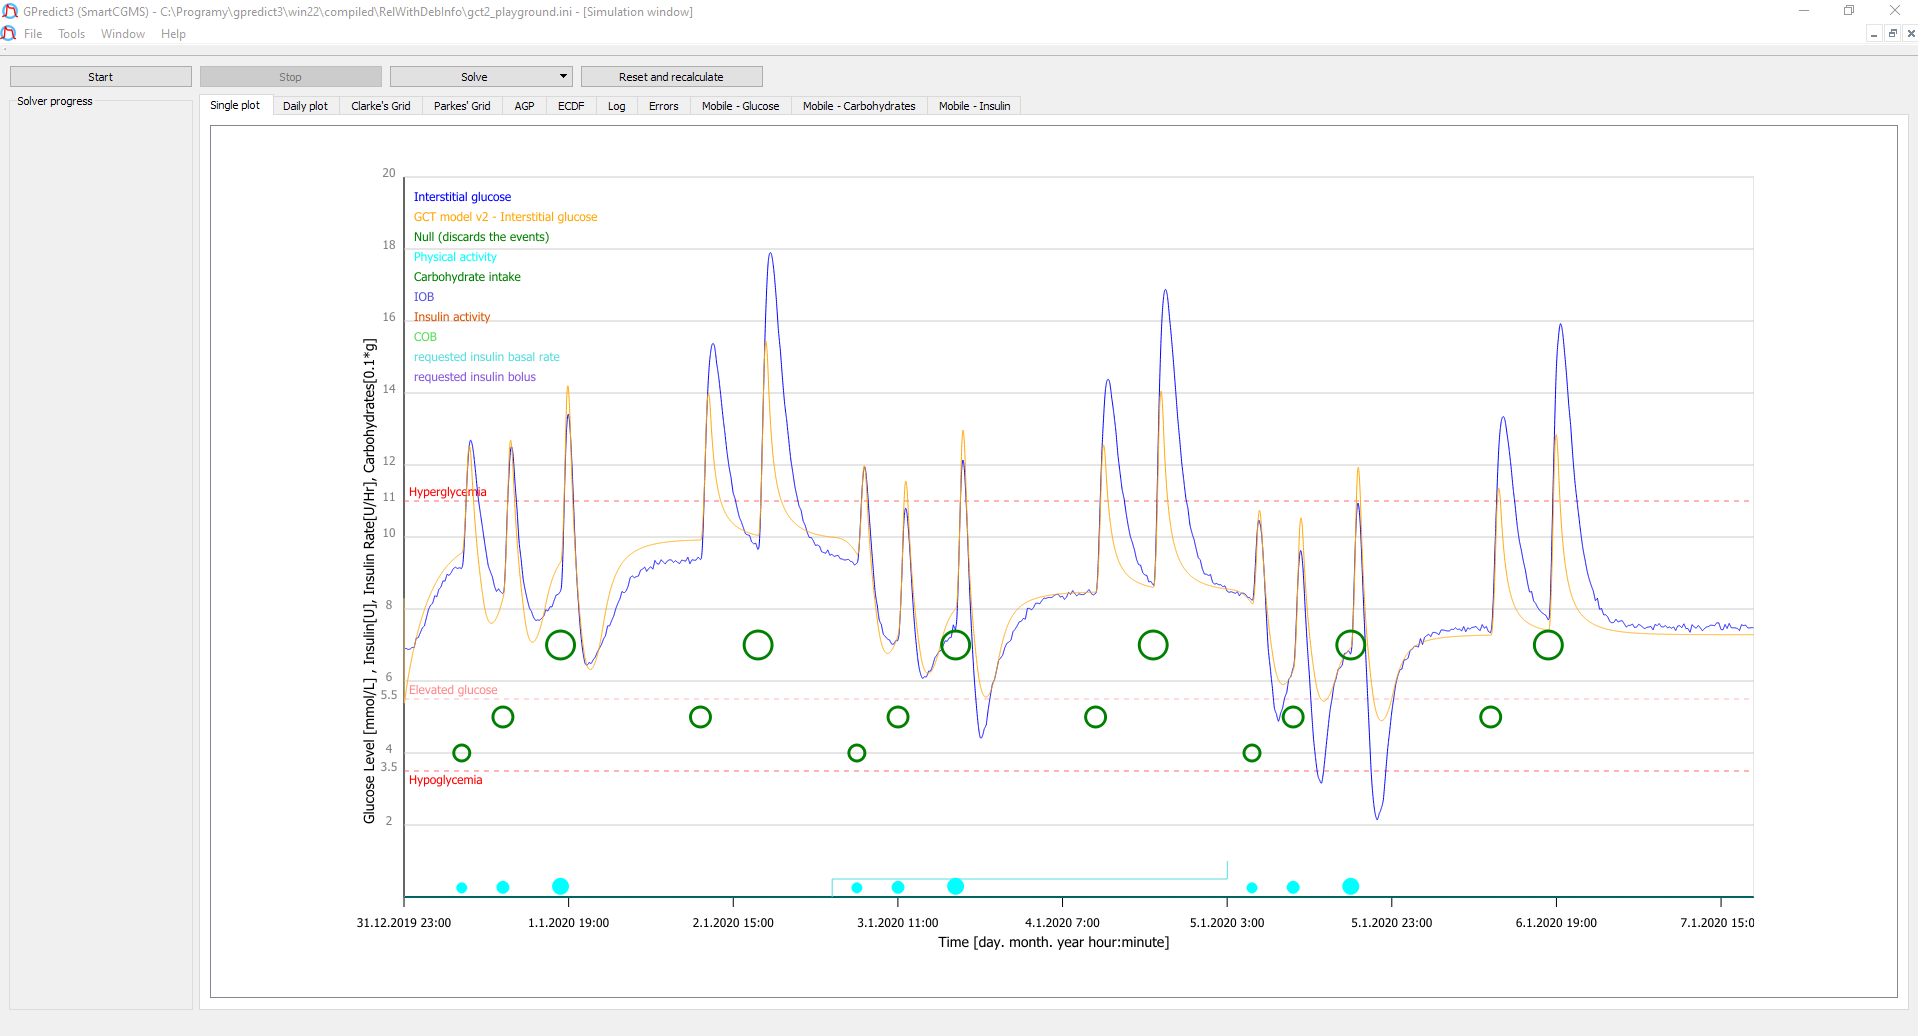 GPredict3 (SmartCGMS) - C:\Programy\gpredict3\win22\compiled\RelWithDebInfo\gct2_playground.ini - [Simulation window]
File Tools Window Help
Start Stop Solve Reset and recalculate
Solver progress
Single plot Daily plot Clarke's Grid Parkes' Grid AGP ECDF Log Errors Mobile - Glucose Mobile - Carbohydrates Mobile - Insulin
Glucose Level [mmol/L] , Insulin[U], Insulin Rate[U/Hr], Carbohydrates[0.1*g]
20
Interstitial glucose
GCT model v2 - Interstitial glucose
Null (discards the events)
18
Physical activity
Carbohydrate intake
IOB
16
Insulin activity
COB
requested insulin basal rate
requested insulin bolus
14
12
Hyperglycemia
11
10
8
6
Elevated glucose
5.5
4
3.5
Hypoglycemia
2
31.12.2019 23:00 1.1.2020 19:00 2.1.2020 15:00 3.1.2020 11:00 4.1.2020 7:00 5.1.2020 3:00 5.1.2020 23:00 6.1.2020 19:00 7.1.2020 15:0
Time [day. month. year hour:minute]